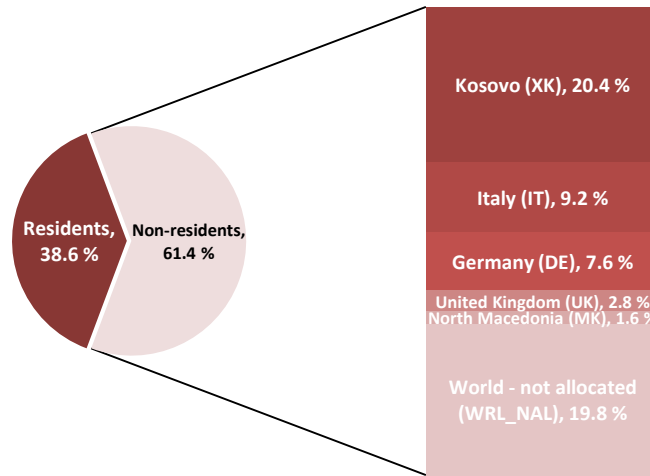 Residents,
38.6 %
Non-residents,
61.4 %
Kosovo (XK), 20.4 %
Italy (IT), 9.2 %
Germany (DE), 7.6 %
United Kingdom (UK), 2.8 %
North Macedonia (MK), 1.6 %
World - not allocated
(WRL_NAL), 19.8 %